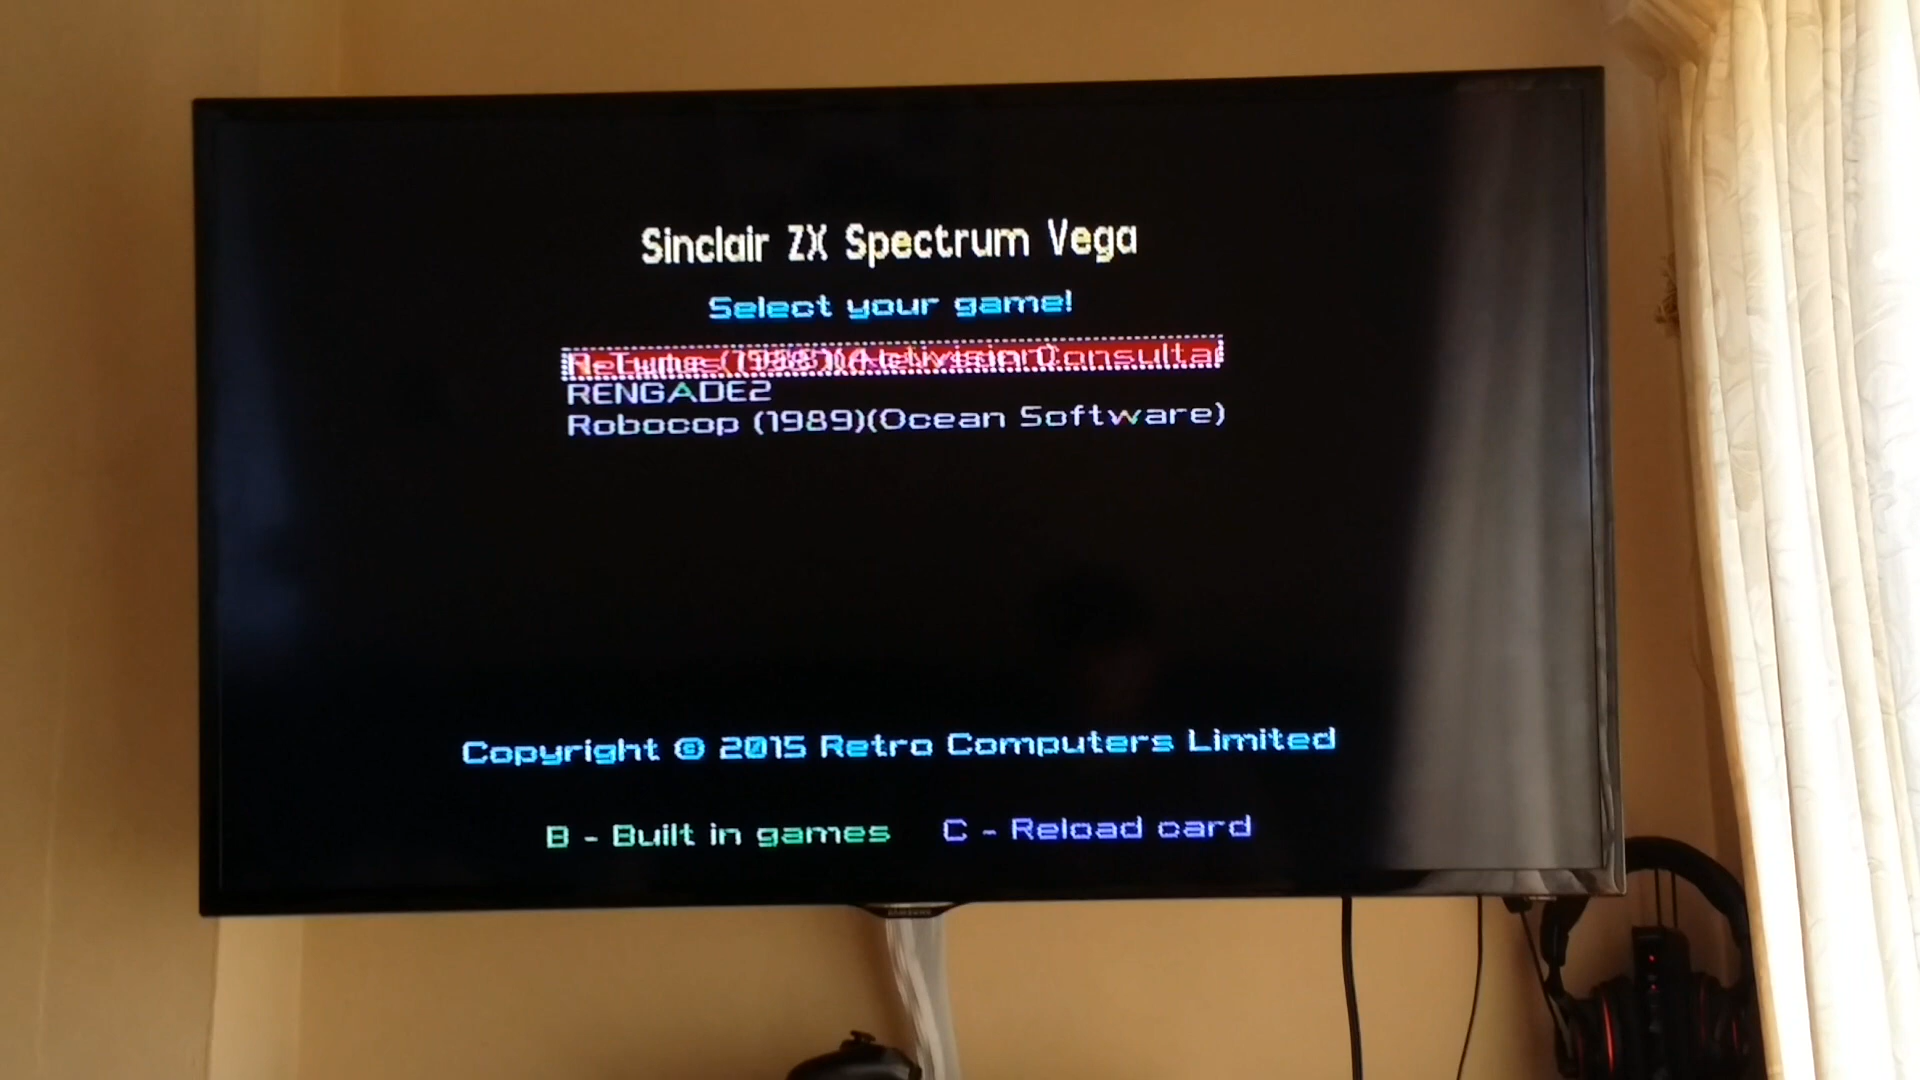 Sinclair ZX Spectrum Vega
Select your game!
RENGADE2
Robocop (1989)(Ocean Software)
Copyright © 2015 Retro Computers Limited
B - Built in games C - Reload card
SAMSUNG